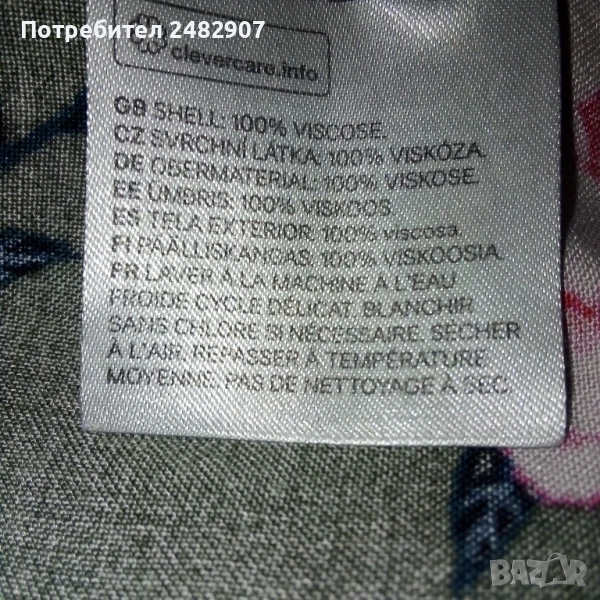 Потребител 2482907
clevercare.info
GB SHELL: 100% VISCOSE.
CZ SVRCHNÍ LÁTKA: 100% VISKÓZA.
DE OBERMATERIAL: 100% VISKOSE.
EE ÜMBRIS: 100% VISKOOS.
ES TELA EXTERIOR: 100% viscosa.
FI PÄÄLLISKANGAS: 100% VISKOOSIA.
FR LAVER À LA MACHINE À L'EAU
FROIDE CYCLE DÉLICAT. BLANCHIR
SANS CHLORE SI NÉCESSAIRE. SÉCHER
À L'AIR. REPASSER À TEMPÉRATURE
MOYENNE. PAS DE NETTOYAGE À SEC.
BAZAR